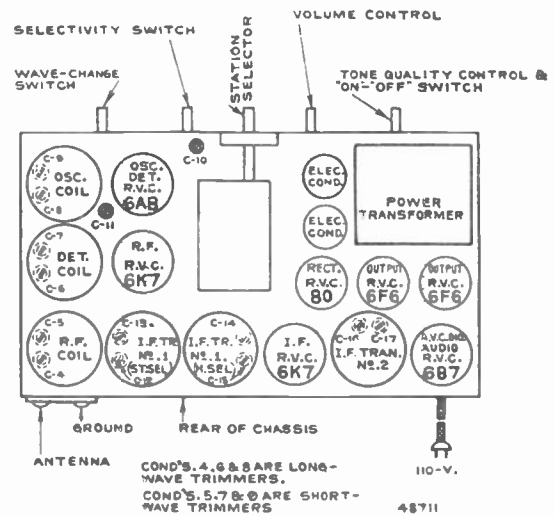 VOLUME CONTROL
SELECTIVITY SWITCH
STATION
SELECTOR
WAVE-CHANGE
SWITCH
TONE QUALITY CONTROL &
"ON-"OFF" SWITCH
C-10
C-9
OSC.
COIL
C-8
OSC.
DET.
R.V.C.
6A8
C-11
ELEC.
COND.
ELEC.
COND.
POWER
TRANSFORMER
C-7
DET.
COIL
C-6
R.F.
R.V.C.
6K7
RECT.
R.V.C.
80
OUTPUT
R.V.C.
6F6
OUTPUT
R.V.C.
6F6
C-5
R.F.
COIL
C-4
C-13.
I.F.TR.
Nº.1
(ST.SEL)
C-12
C-14
I.F.TR.
Nº.1.
(H.SEL)
C-15
I.F.
R.V.C.
6K7
C-16 C-17
I.F. TRAN.
Nº.2
AUDIO
R.V.C.
6B7
GROUND
REAR OF CHASSIS
ANTENNA
110-V.
COND'S.4.6 & 8 ARE LONG-
WAVE TRIMMERS.
COND'S.5.7 & 9 ARE SHORT-
WAVE TRIMMERS
48711